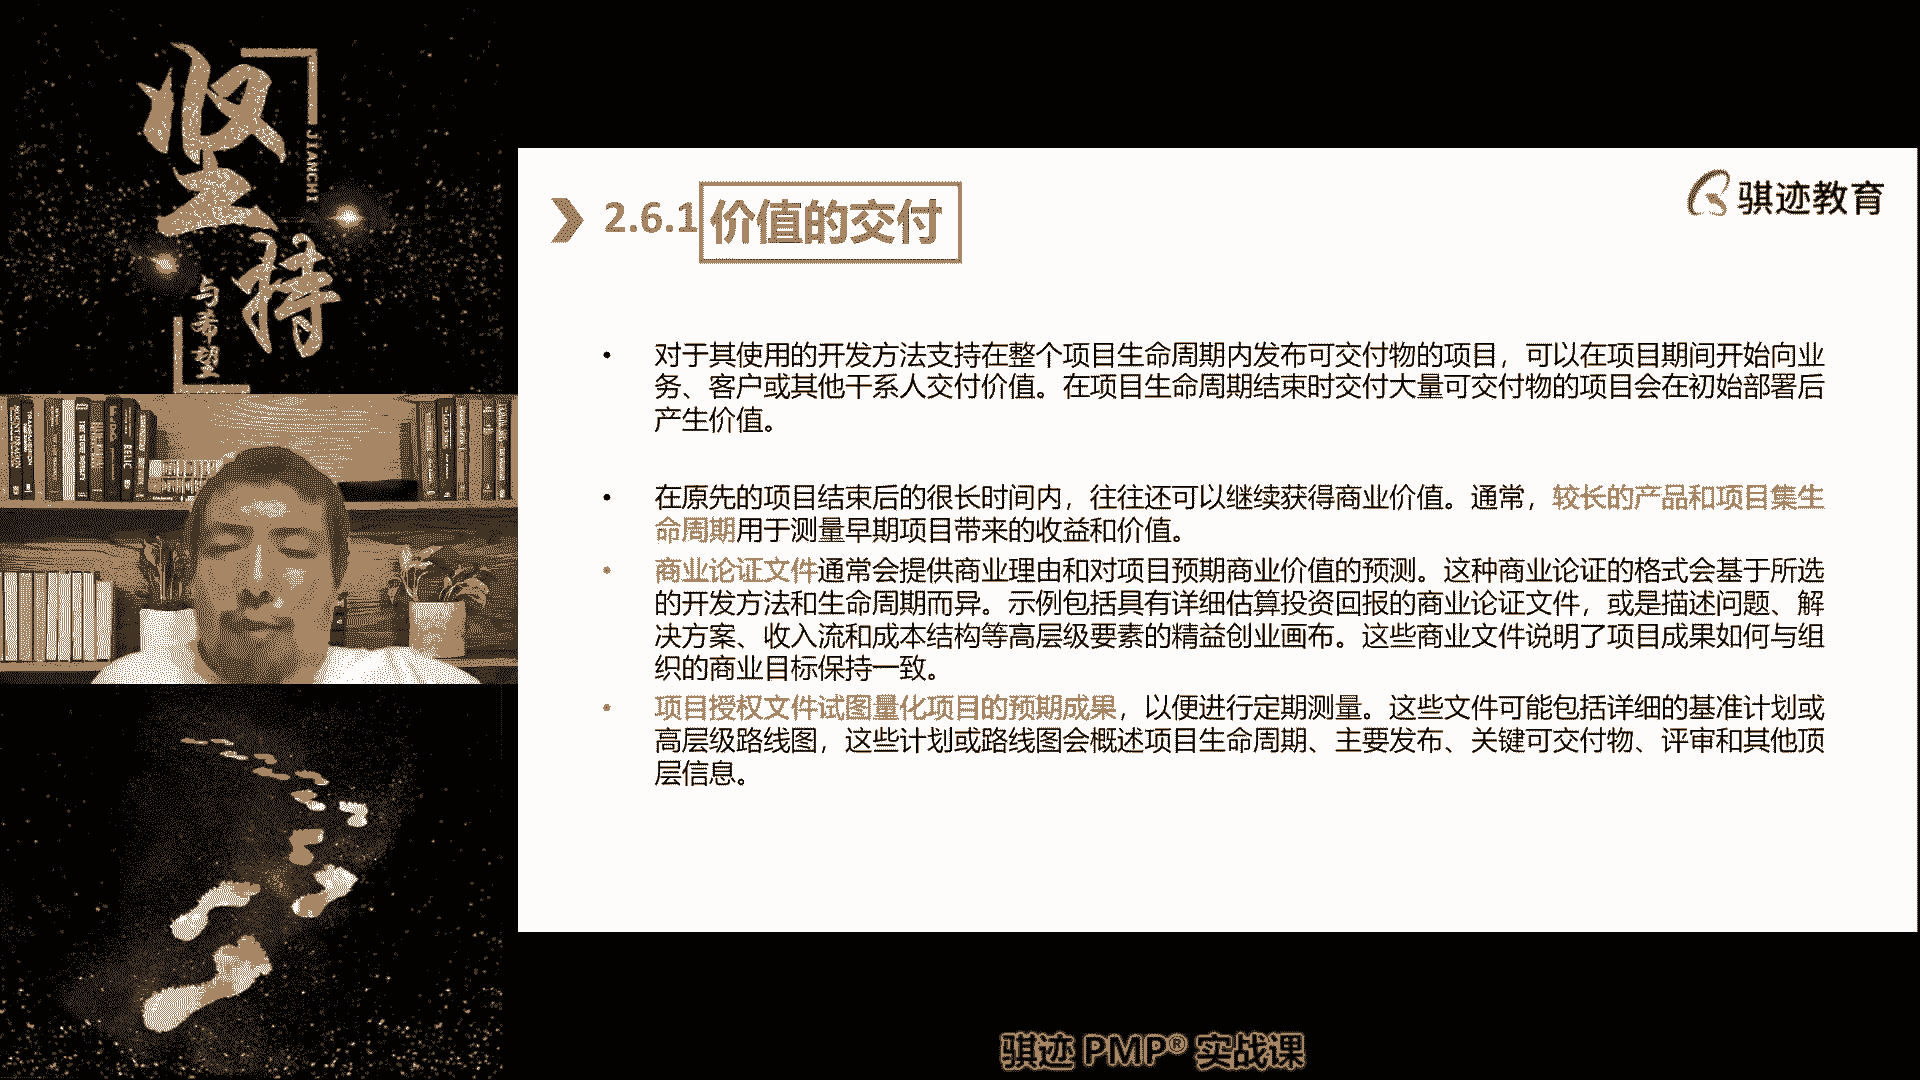 坚持
JIANCHI
与希望
2.6.1 价值的交付
骐迹教育
• 对于其使用的开发方法支持在整个项目生命周期内发布可交付物的项目，可以在项目期间开始向业
务、客户或其他干系人交付价值。在项目生命周期结束时交付大量可交付物的项目会在初始部署后
产生价值。
• 在原先的项目结束后的很长时间内，往往还可以继续获得商业价值。通常，较长的产品和项目集生
命周期用于测量早期项目带来的收益和价值。
• 商业论证文件通常会提供商业理由和对项目预期商业价值的预测。这种商业论证的格式会基于所选
的开发方法和生命周期而异。示例包括具有详细估算投资回报的商业论证文件，或是描述问题、解
决方案、收入流和成本结构等高层级要素的精益创业画布。这些商业文件说明了项目成果如何与组
织的商业目标保持一致。
• 项目授权文件试图量化项目的预期成果，以便进行定期测量。这些文件可能包括详细的基准计划或
高层级路线图，这些计划或路线图会概述项目生命周期、主要发布、关键可交付物、评审和其他顶
层信息。
骐迹 PMP® 实战课